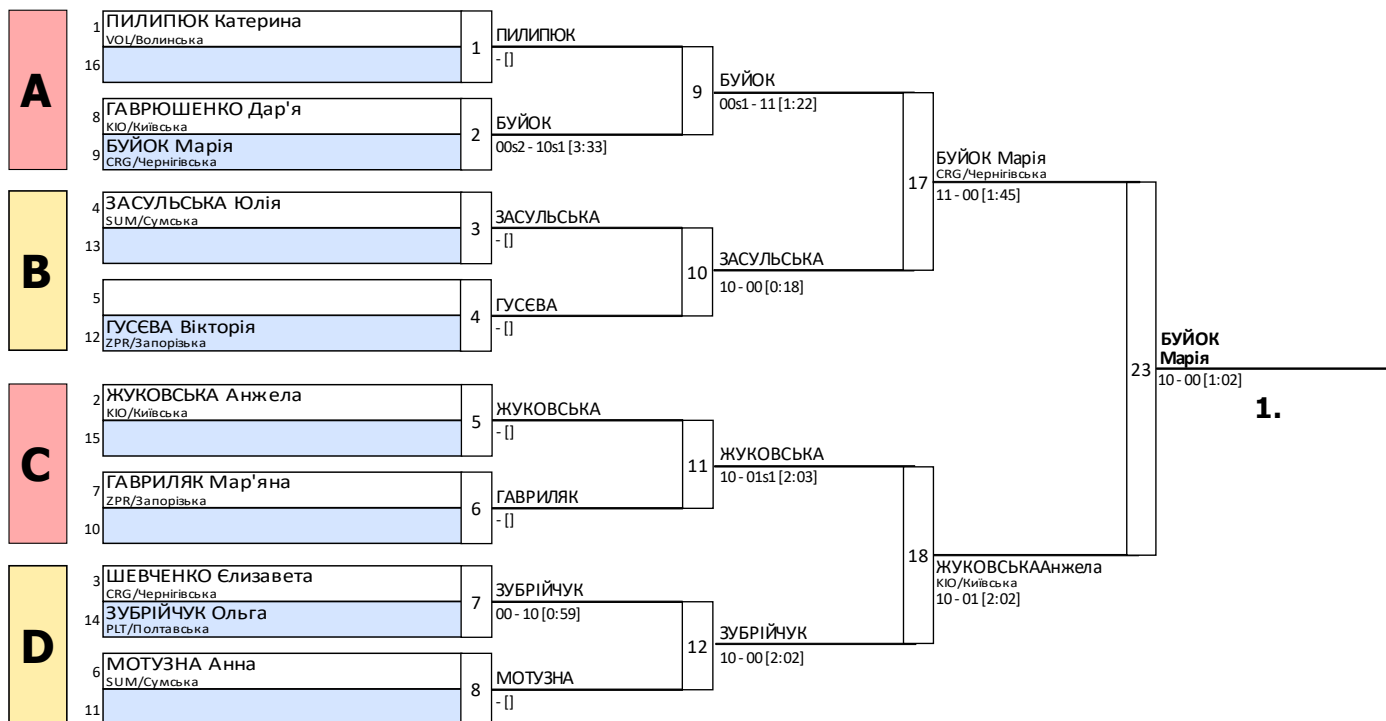 A
1 ПИЛИПЮК Катерина
VOL/Волинська
16
1
ПИЛИПЮК
- []
8 ГАВРЮШЕНКО Дар'я
KIO/Київська
9 БУЙОК Марія
CRG/Чернігівська
2
БУЙОК
00s2 - 10s1 [3:33]
9
БУЙОК
00s1 - 11 [1:22]
B
4 ЗАСУЛЬСЬКА Юлія
SUM/Сумська
13
3
ЗАСУЛЬСЬКА
- []
5
12 ГУСЄВА Вікторія
ZPR/Запорізька
4
ГУСЄВА
- []
10
ЗАСУЛЬСЬКА
10 - 00 [0:18]
17
БУЙОК Марія
CRG/Чернігівська
11 - 00 [1:45]
C
2 ЖУКОВСЬКА Анжела
KIO/Київська
15
5
ЖУКОВСЬКА
- []
7 ГАВРИЛЯК Мар'яна
ZPR/Запорізька
10
6
ГАВРИЛЯК
- []
11
ЖУКОВСЬКА
10 - 01s1 [2:03]
D
3 ШЕВЧЕНКО Єлизавета
CRG/Чернігівська
14 ЗУБРІЙЧУК Ольга
PLT/Полтавська
7
ЗУБРІЙЧУК
00 - 10 [0:59]
6 МОТУЗНА Анна
SUM/Сумська
11
8
МОТУЗНА
- []
12
ЗУБРІЙЧУК
10 - 00 [2:02]
18
ЖУКОВСЬКААнжела
KIO/Київська
10 - 01 [2:02]
23
БУЙОК
Марія
10 - 00 [1:02]
1.